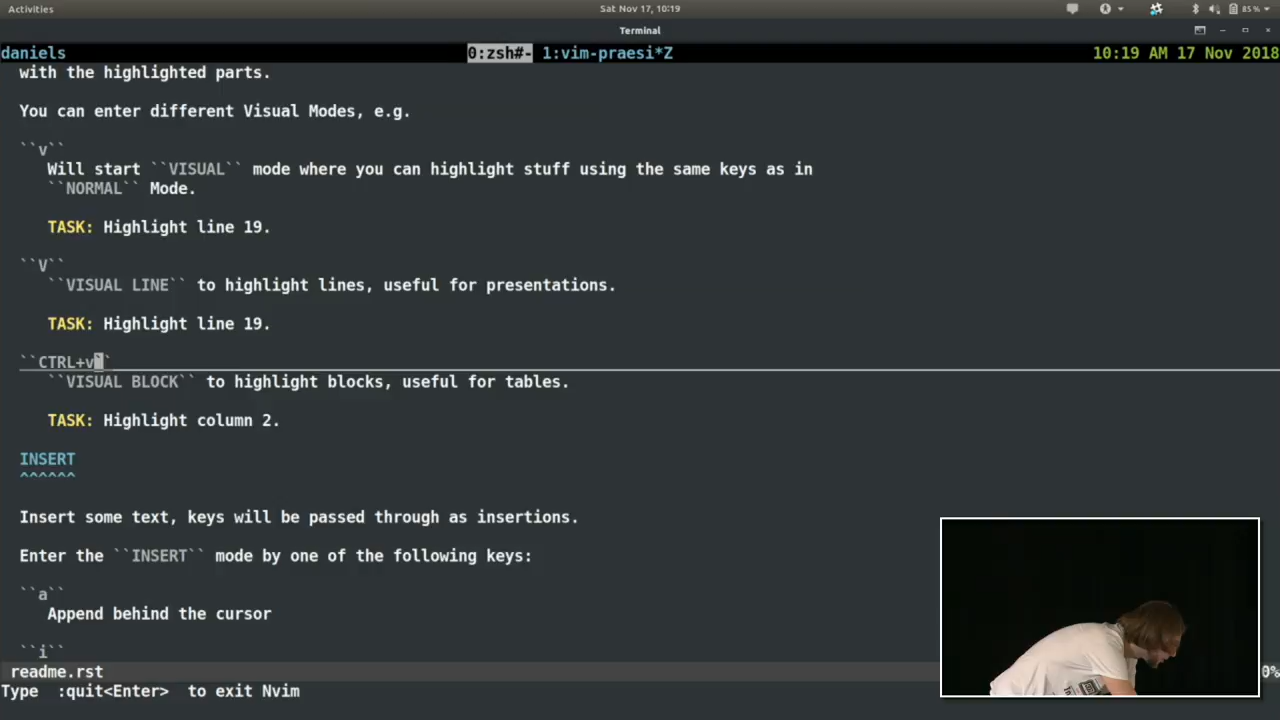 Activities
Sat Nov 17, 10:19
85 %
Terminal
daniels
0:zsh#- 1:vim-praesi*Z
10:19 AM 17 Nov 2018
with the highlighted parts.
You can enter different Visual Modes, e.g.
``v``
Will start ``VISUAL`` mode where you can highlight stuff using the same keys as in
``NORMAL`` Mode.
TASK: Highlight line 19.
``V``
``VISUAL LINE`` to highlight lines, useful for presentations.
TASK: Highlight line 19.
``CTRL+v``
``VISUAL BLOCK`` to highlight blocks, useful for tables.
TASK: Highlight column 2.
INSERT
^^^^^^
Insert some text, keys will be passed through as insertions.
Enter the ``INSERT`` mode by one of the following keys:
``a``
Append behind the cursor
``i``
readme.rst
0%
Type :quit<Enter> to exit Nvim